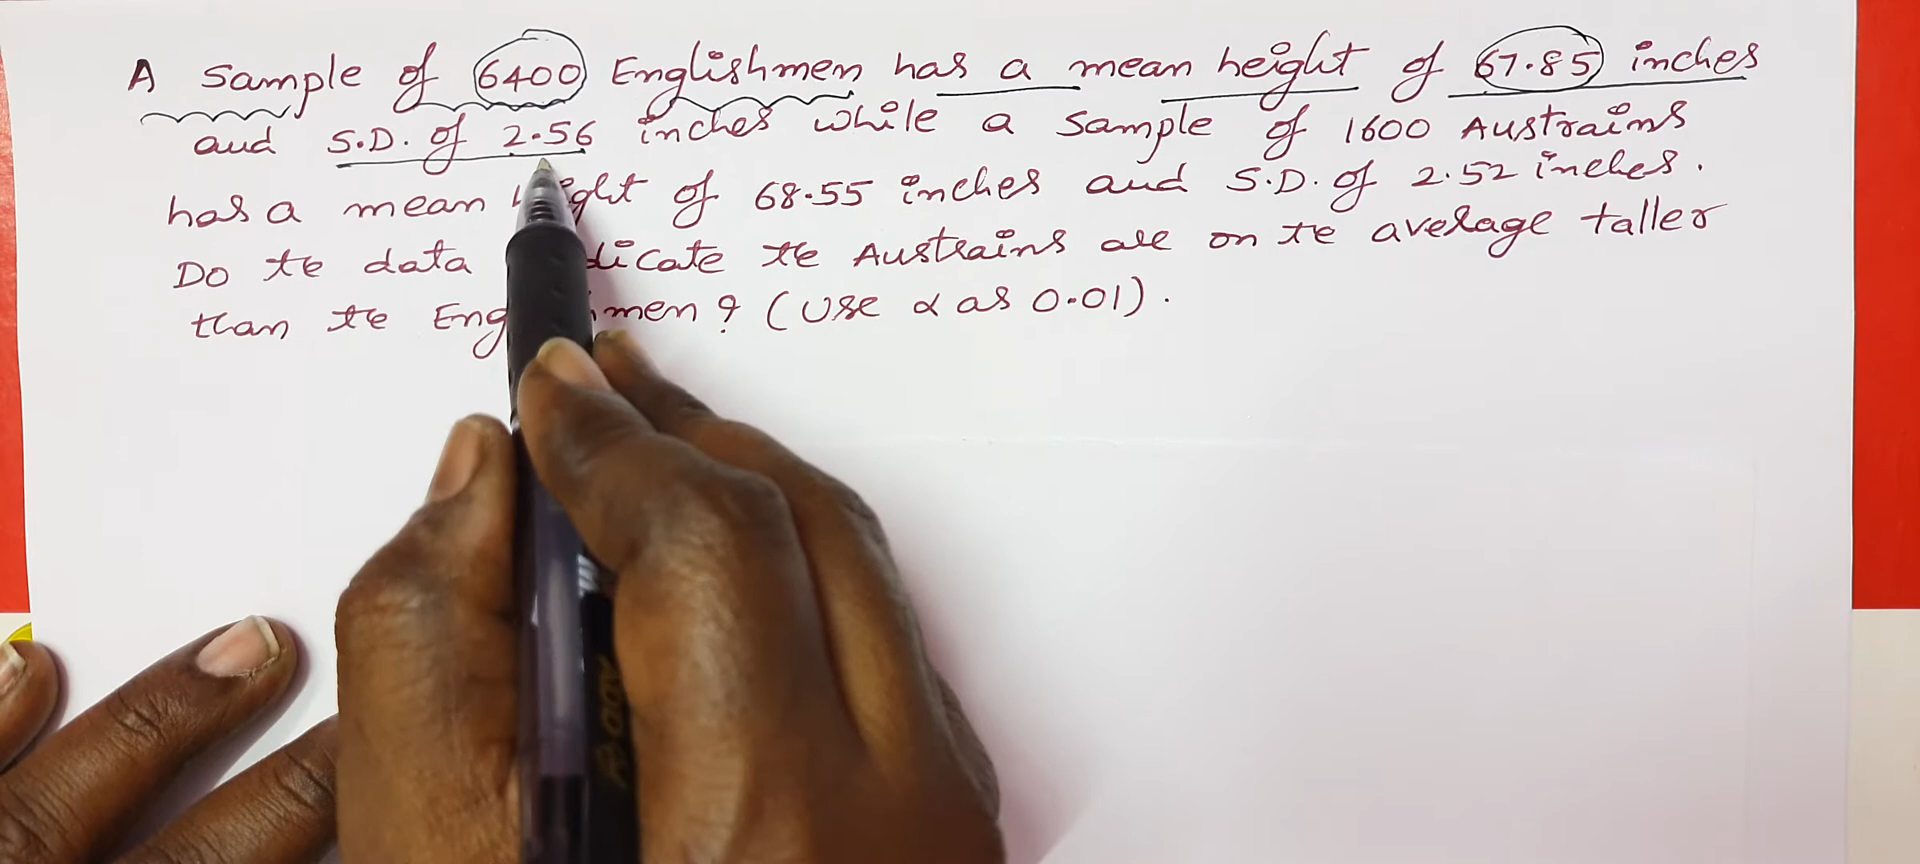 A sample of 6400 Englishmen has a mean height of 67.85 inches
and S.D. of 2.56 inches while a sample of 1600 Austrains
has a mean of 68.55 inches and S.D. of 2.52 inches.
Do te data te Austrains are on te average taller
than te ? (Use α as 0.01).